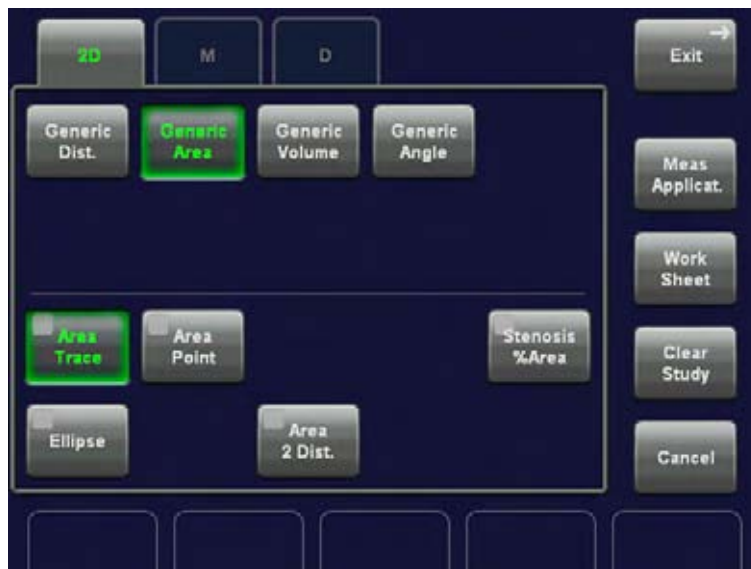 2D
M
D
Exit
Generic
Dist.
Generic
Area
Generic
Volume
Generic
Angle
Meas
Applicat.
Work
Sheet
Area
Trace
Area
Point
Stenosis
%Area
Clear
Study
Ellipse
Area
2 Dist.
Cancel